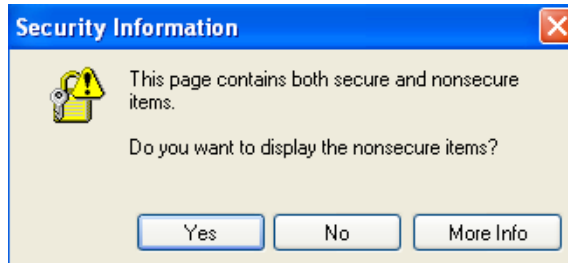 Security Information
This page contains both secure and nonsecure
items.
Do you want to display the nonsecure items?
Yes
No
More Info